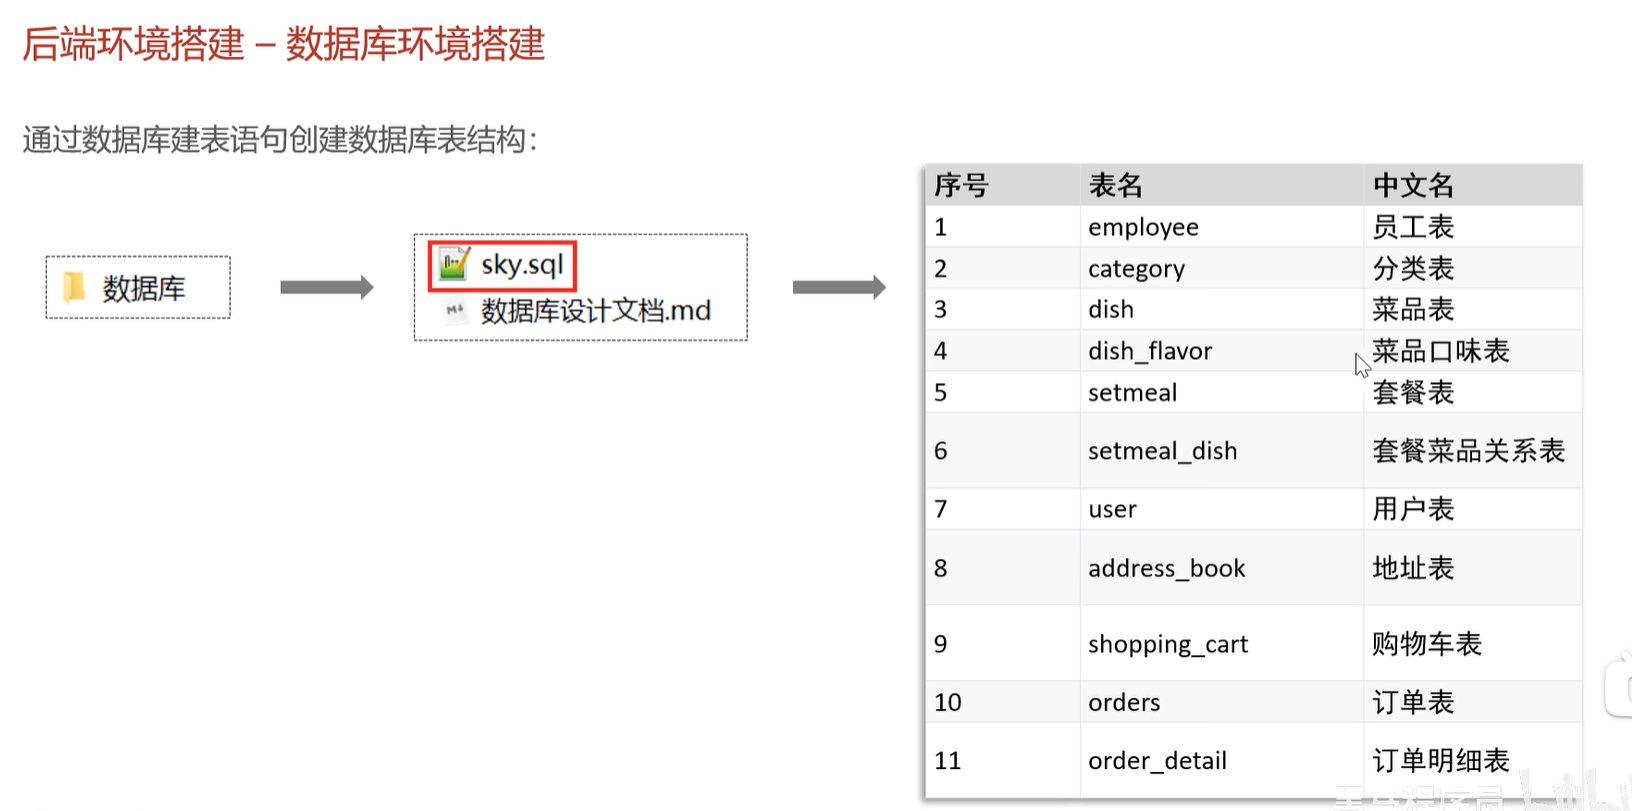 后端环境搭建 – 数据库环境搭建
通过数据库建表语句创建数据库表结构：
数据库
sky.sql
数据库设计文档.md
序号 表名 中文名
1 employee 员工表
2 category 分类表
3 dish 菜品表
4 dish_flavor 菜品口味表
5 setmeal 套餐表
6 setmeal_dish 套餐菜品关系表
7 user 用户表
8 address_book 地址表
9 shopping_cart 购物车表
10 orders 订单表
11 order_detail 订单明细表